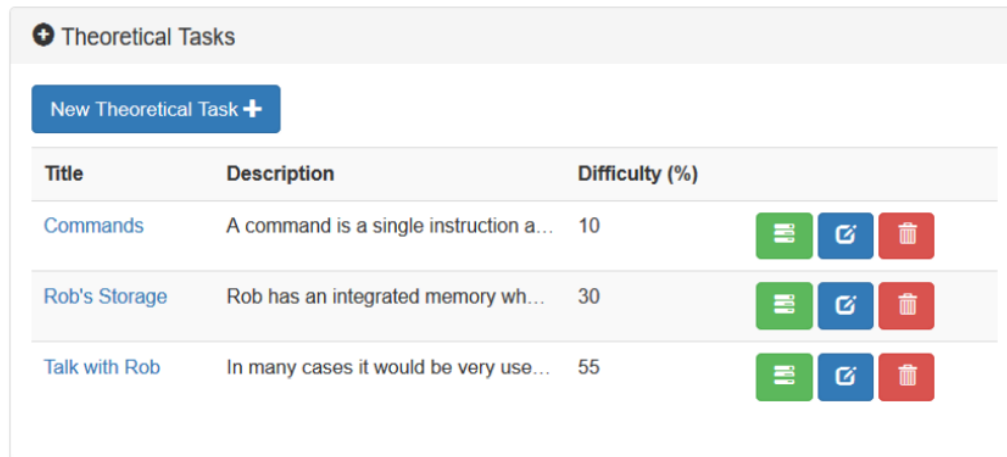 Theoretical Tasks
New Theoretical Task
Title Description Difficulty (%)
Commands A command is a single instruction a... 10
Rob's Storage Rob has an integrated memory wh... 30
Talk with Rob In many cases it would be very use... 55